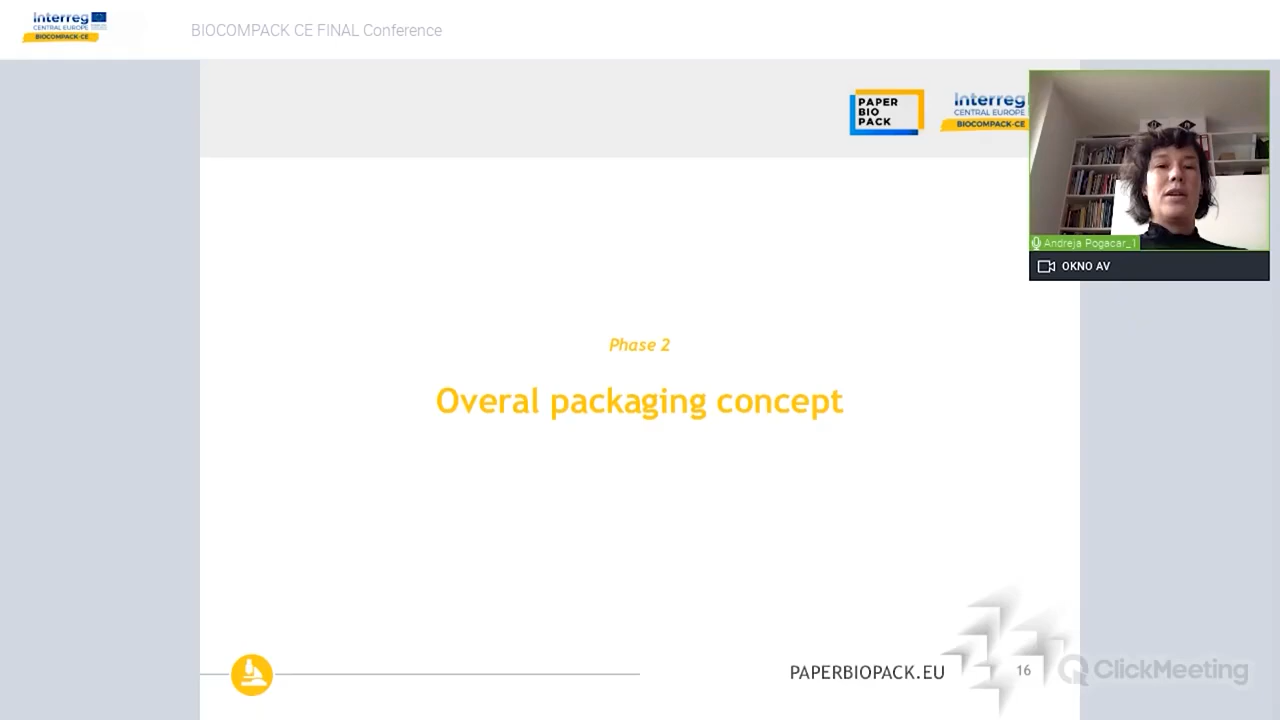 Interreg
CENTRAL EUROPE
BIOCOMPACK-CE
BIOCOMPACK CE FINAL Conference
PAPER
BIO
PACK
Interreg
CENTRAL EUROPE
BIOCOMPACK-CE
Andreja Pogacar_1
OKNO AV
Phase 2
Overal packaging concept
PAPERBIOPACK.EU
16
ClickMeeting